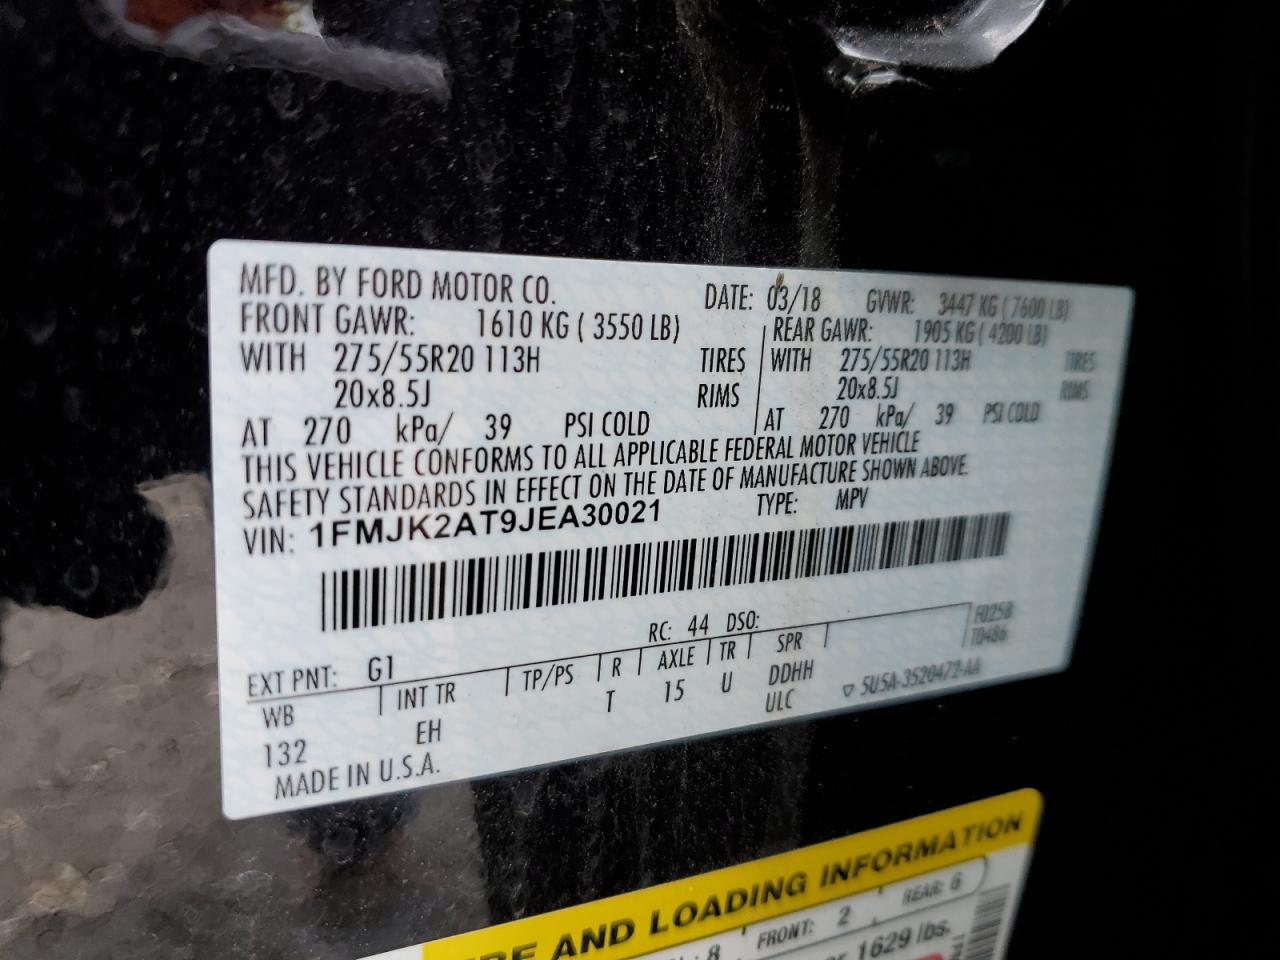 MFD. BY FORD MOTOR CO. DATE: 03/18 GVWR: 3447 KG ( 7600 LB)
FRONT GAWR: 1610 KG ( 3550 LB) REAR GAWR: 1905 KG ( 4200 LB)
WITH 275/55R20 113H TIRES WITH 275/55R20 113H TIRES
20x8.5J RIMS 20x8.5J RIMS
AT 270 kPa/ 39 PSI COLD AT 270 kPa/ 39 PSI COLD
THIS VEHICLE CONFORMS TO ALL APPLICABLE FEDERAL MOTOR VEHICLE
SAFETY STANDARDS IN EFFECT ON THE DATE OF MANUFACTURE SHOWN ABOVE.
VIN: 1FMJK2AT9JEA30021 TYPE: MPV
EXT PNT: G1 RC: 44 DSO: F0258
T0486
WB INT TR TP/PS R AXLE TR SPR
132 EH T 15 U DDHH
ULC ▽ 5U5A-3520472-AA
MADE IN U.S.A.
AND LOADING INFORMATION
8 FRONT: 2 REAR: 6
1629 lbs.